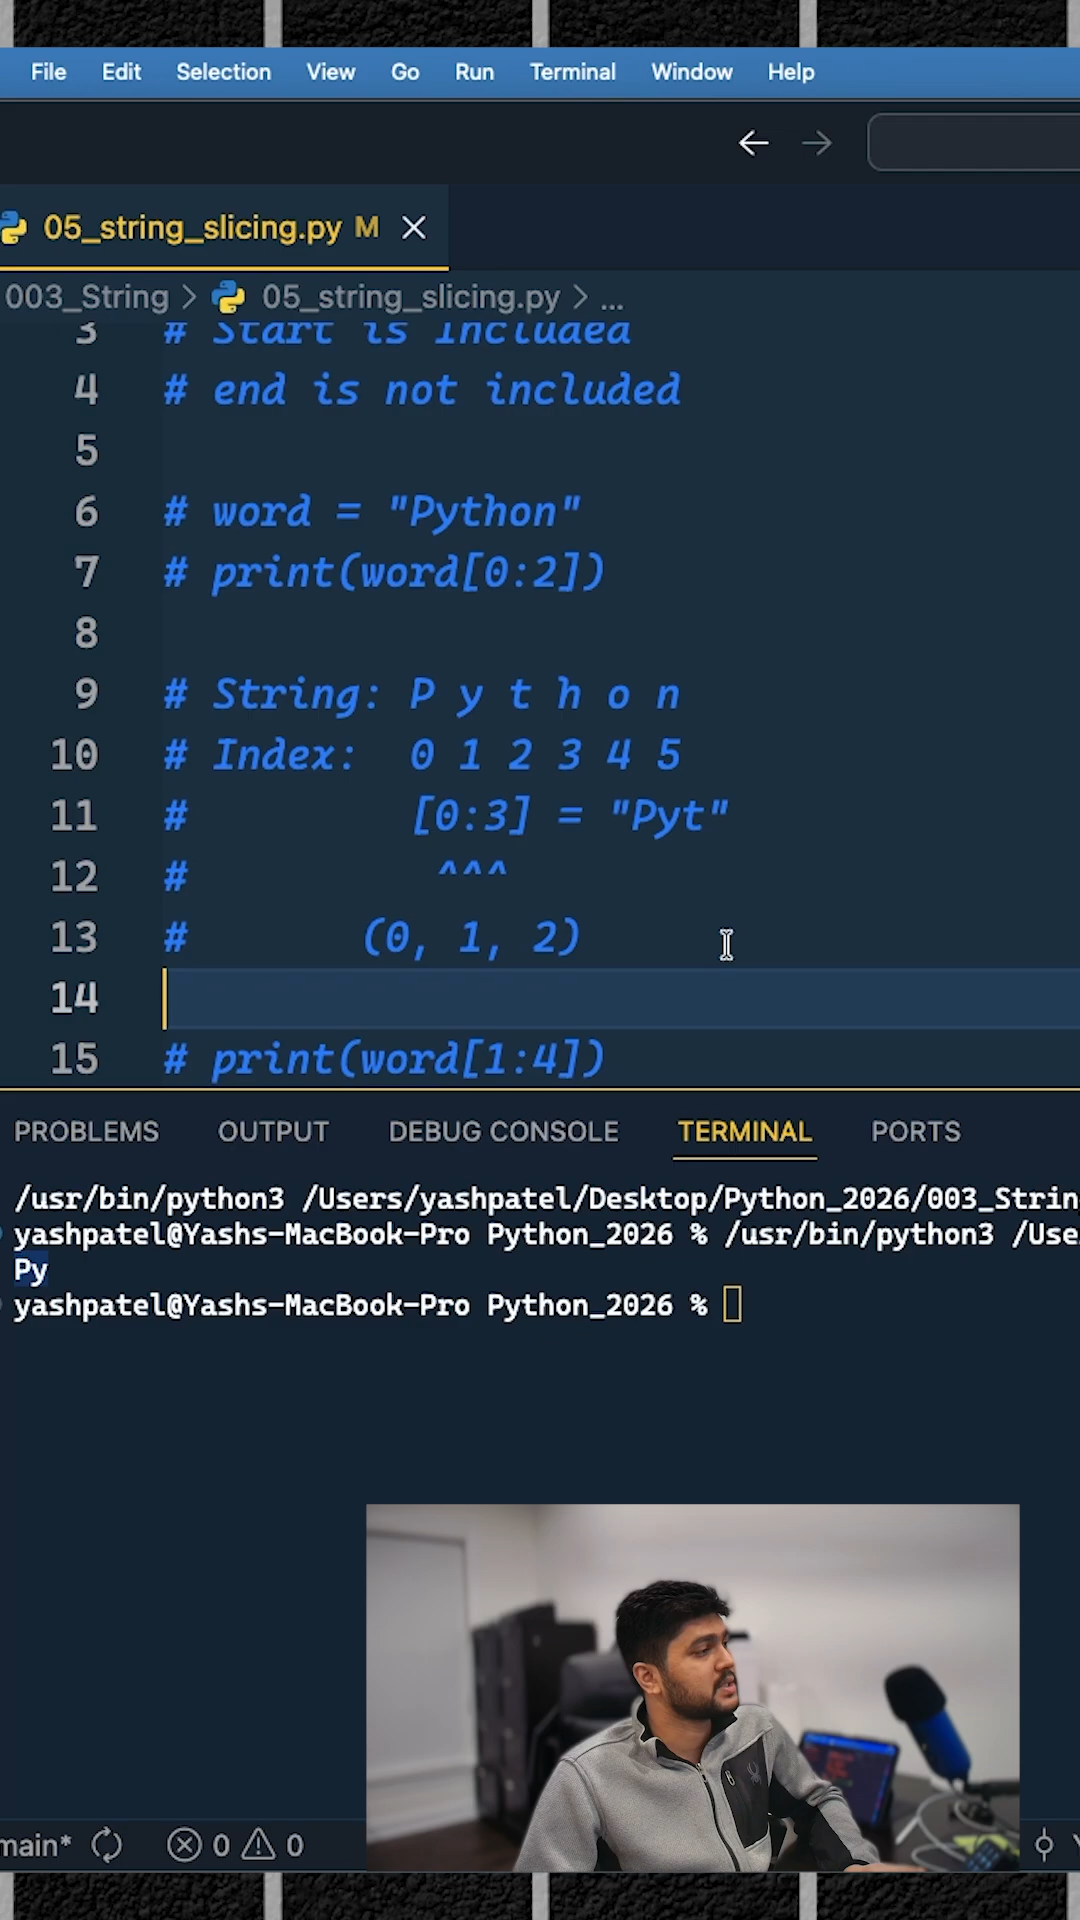 File Edit Selection View Go Run Terminal Window Help
05_string_slicing.py M
003_String > 05_string_slicing.py > ...
3 # Start is included
4 # end is not included
5
6 # word = "Python"
7 # print(word[0:2])
8
9 # String: P y t h o n
10 # Index: 0 1 2 3 4 5
11 # [0:3] = "Pyt"
12 # ^^^
13 # (0, 1, 2)
14
15 # print(word[1:4])
PROBLEMS OUTPUT DEBUG CONSOLE TERMINAL PORTS
/usr/bin/python3 /Users/yashpatel/Desktop/Python_2026/003_Strin
yashpatel@Yashs-MacBook-Pro Python_2026 % /usr/bin/python3 /Use
Py
yashpatel@Yashs-MacBook-Pro Python_2026 %
main* 0 0